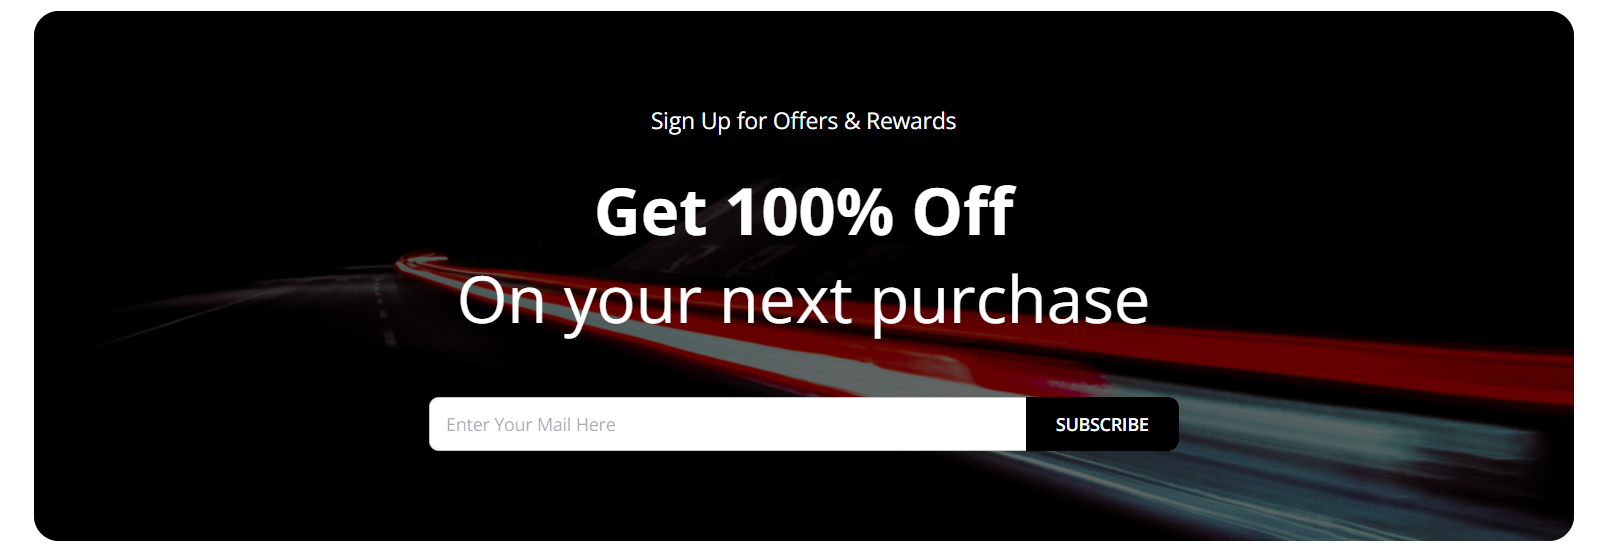 Sign Up for Offers & Rewards
Get 100% Off
On your next purchase
Enter Your Mail Here
SUBSCRIBE